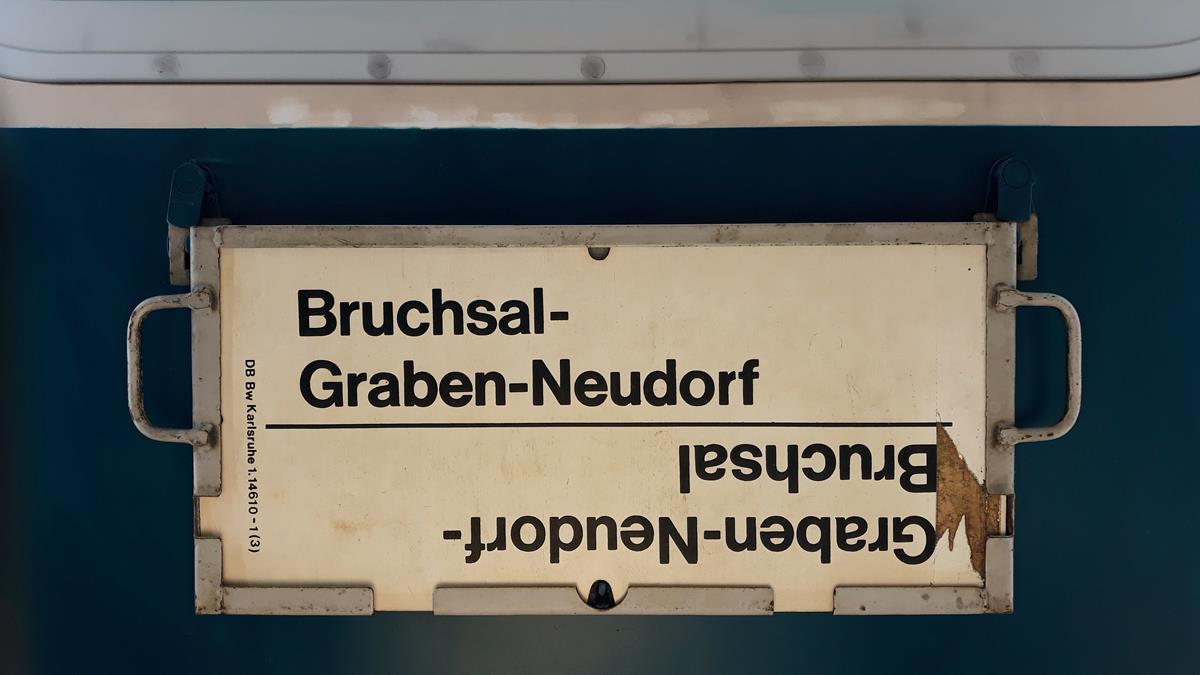 Bruchsal-
Graben-Neudorf
Graben-Neudorf-
Bruchsal
DB Bw Karlsruhe 1.14610 - 1 (3)